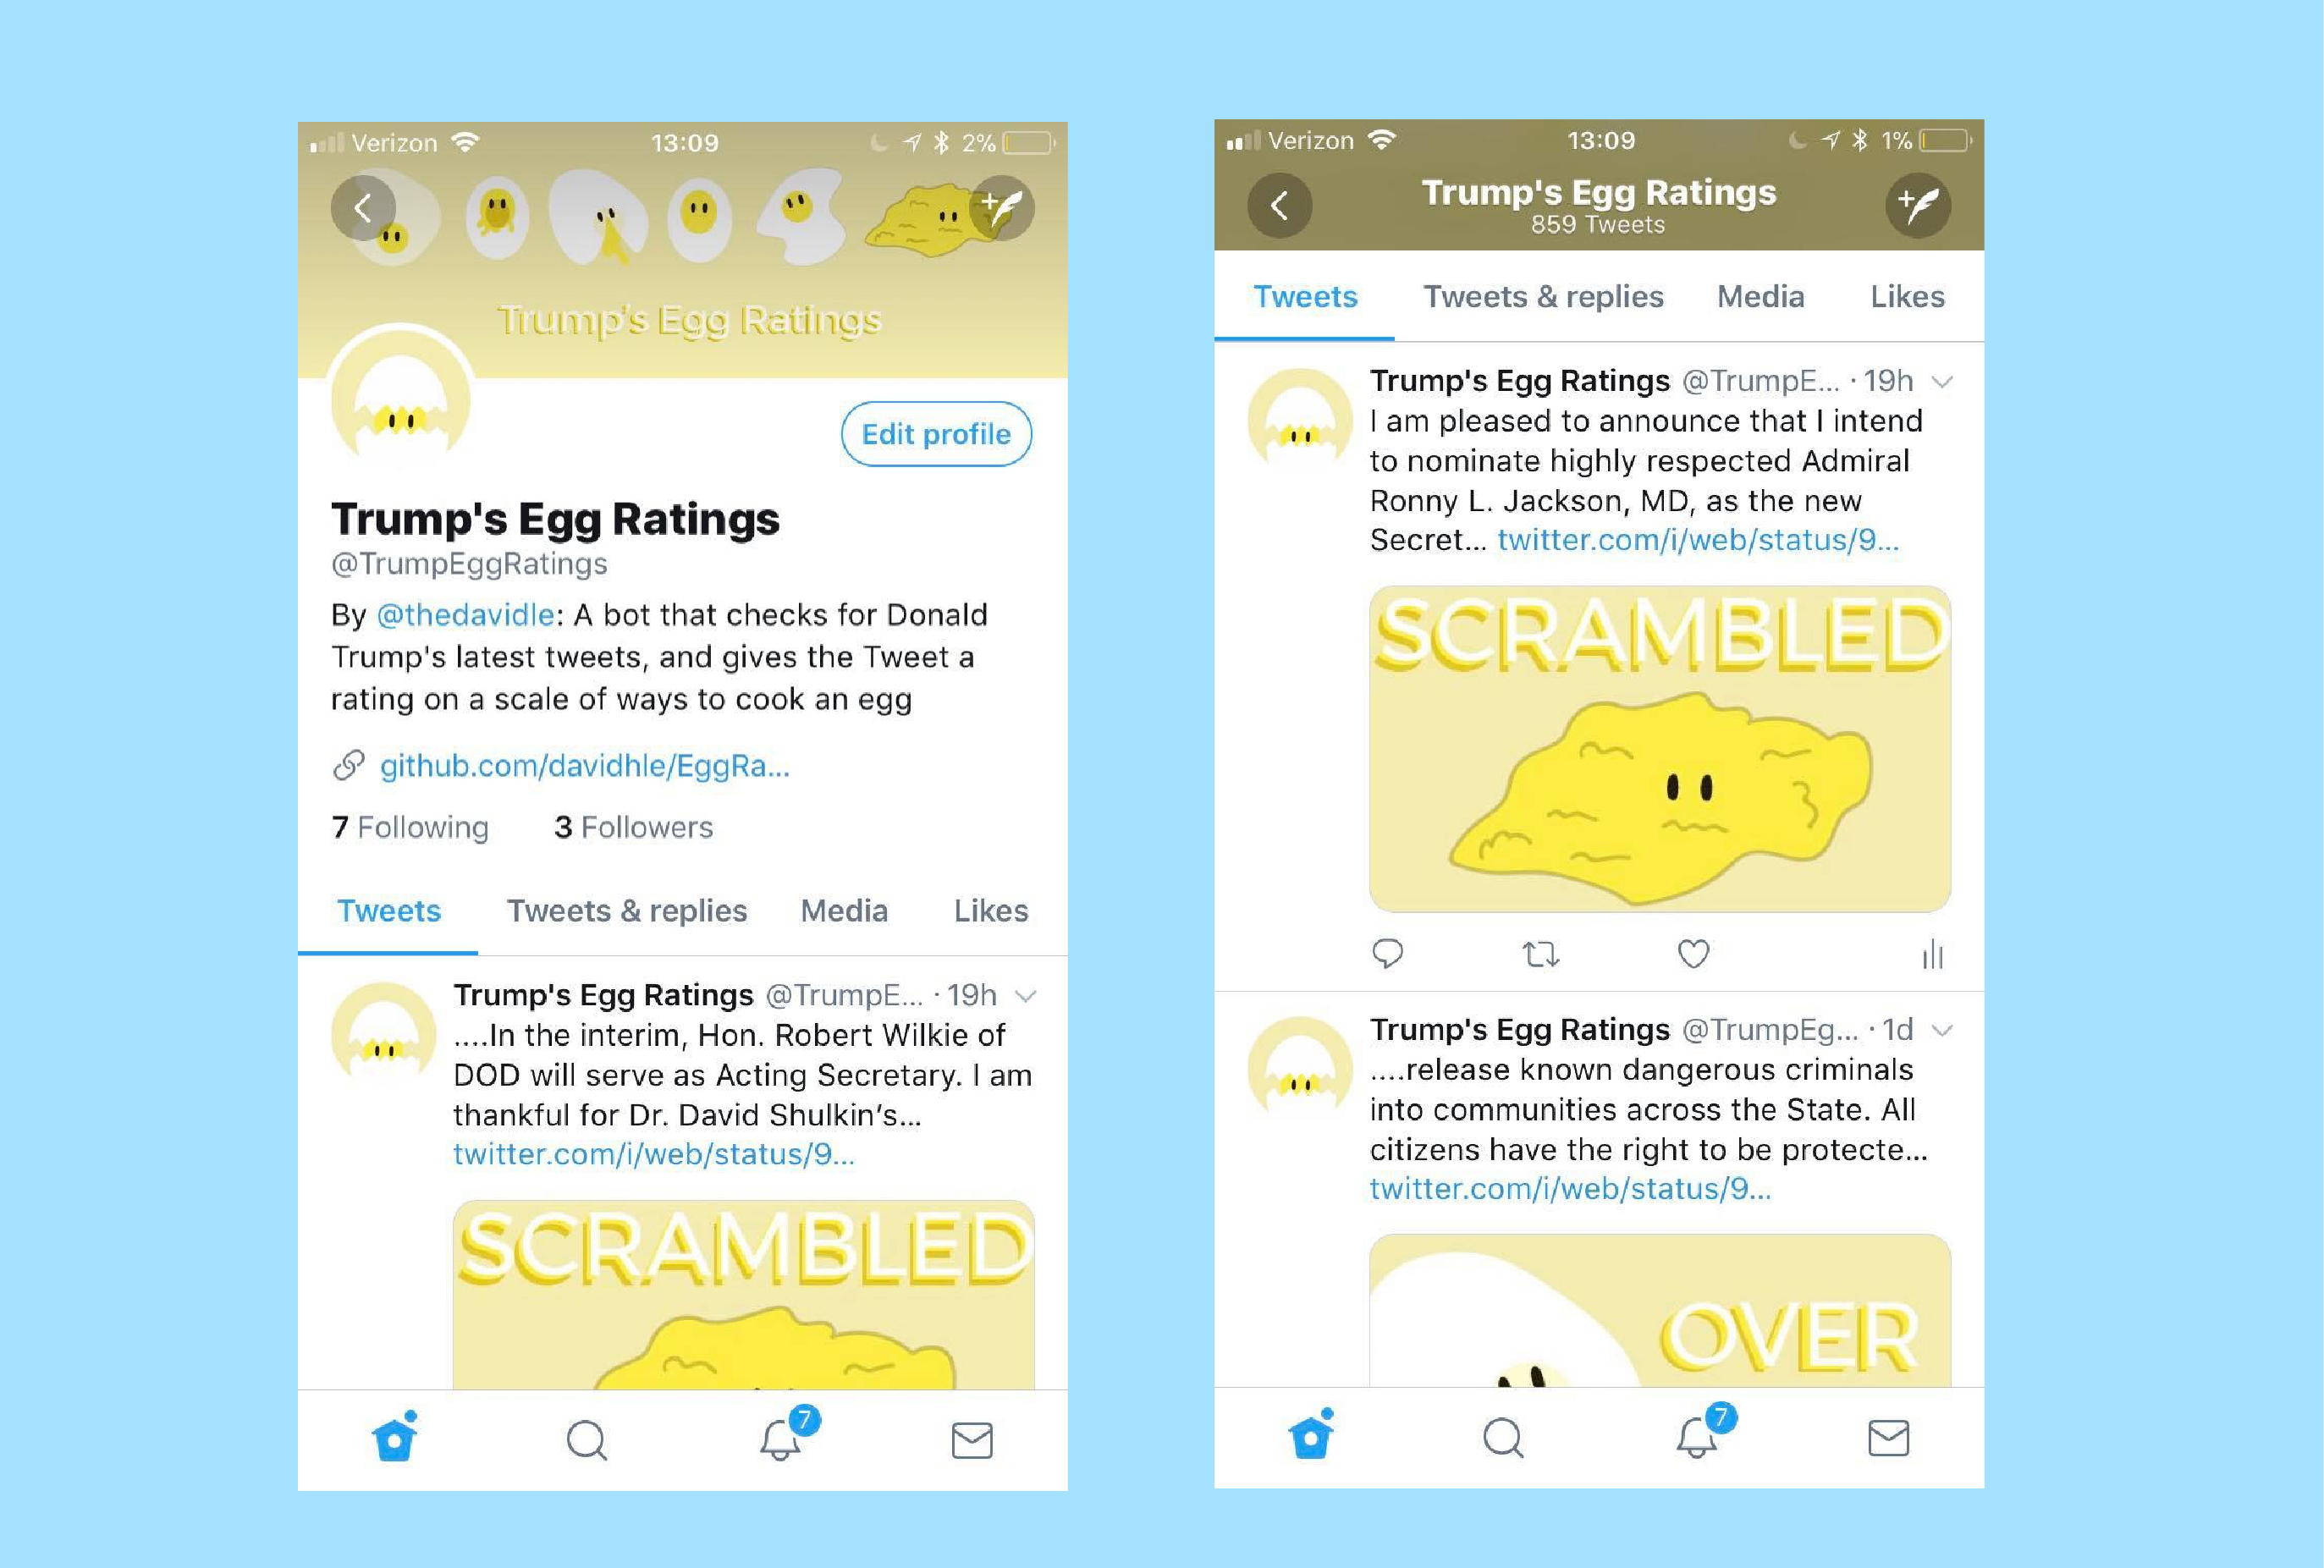 Verizon 13:09 2%
Trump's Egg Ratings
Edit profile
Trump's Egg Ratings
@TrumpEggRatings
By @thedavidle: A bot that checks for Donald
Trump's latest tweets, and gives the Tweet a
rating on a scale of ways to cook an egg
github.com/davidhle/EggRa...
7 Following 3 Followers
Tweets Tweets & replies Media Likes
Trump's Egg Ratings @TrumpE... · 19h
....In the interim, Hon. Robert Wilkie of
DOD will serve as Acting Secretary. I am
thankful for Dr. David Shulkin’s...
twitter.com/i/web/status/9...
SCRAMBLED
7
Verizon 13:09 1%
Trump's Egg Ratings
859 Tweets
Tweets Tweets & replies Media Likes
Trump's Egg Ratings @TrumpE... · 19h
I am pleased to announce that I intend
to nominate highly respected Admiral
Ronny L. Jackson, MD, as the new
Secret... twitter.com/i/web/status/9...
SCRAMBLED
Trump's Egg Ratings @TrumpEg... · 1d
....release known dangerous criminals
into communities across the State. All
citizens have the right to be protecte...
twitter.com/i/web/status/9...
OVER
7